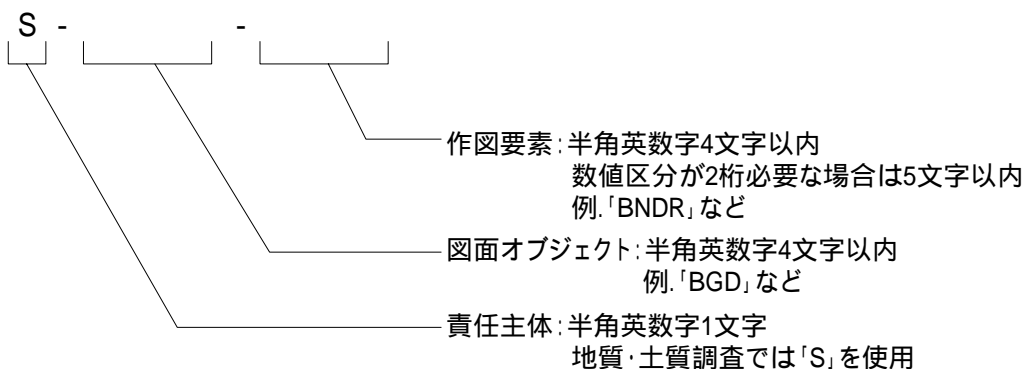 S - -
作図要素:半角英数字4文字以内
数値区分が2桁必要な場合は5文字以内
例.「BNDR」など
図面オブジェクト:半角英数字4文字以内
例.「BGD」など
責任主体:半角英数字1文字
地質・土質調査では「S」を使用